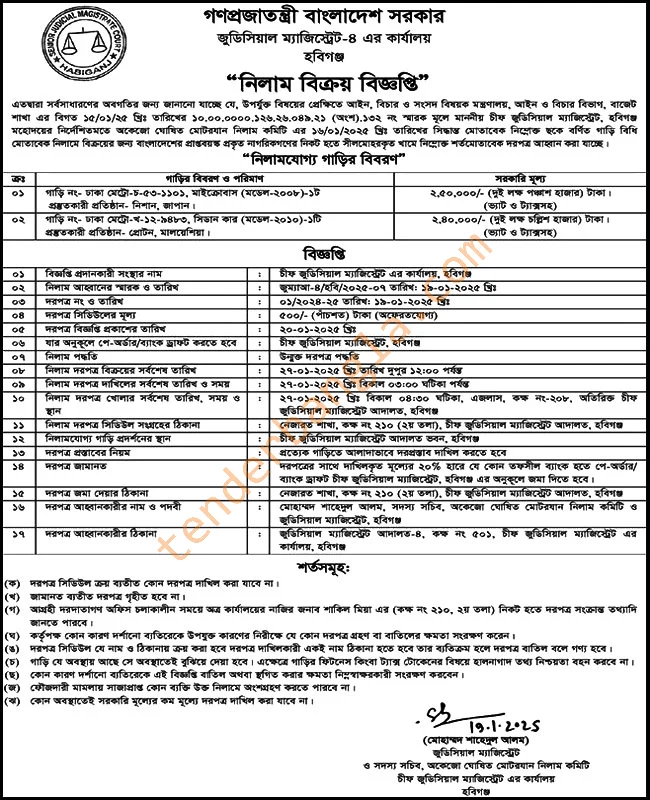 গণপ্রজাতন্ত্রী বাংলাদেশ সরকার
জুডিসিয়াল ম্যাজিস্ট্রেট-৪ এর কার্যালয়
হবিগঞ্জ
SENIOR JUDICIAL MAGISTRATE COURT
HABIGANJ
“নিলাম বিক্রয় বিজ্ঞপ্তি”
এতদ্বারা সর্বসাধারণের অবগতির জন্য জানানো যাচ্ছে যে, উপর্যুক্ত বিষয়ের প্রেক্ষিতে আইন, বিচার ও সংসদ বিষয়ক মন্ত্রণালয়, আইন ও বিচার বিভাগ, বাজেট
শাখা এর বিগত ১৫/০১/২৫ খ্রিঃ তারিখের ১০.০০.০০০০.১২৬.২৬.০৪৯.২১ (অংশ).১৩২ নং স্মারক মূলে মাননীয় চীফ জুডিসিয়াল ম্যাজিস্ট্রেট, হবিগঞ্জ
মহোদয়ের নির্দেশিতমতে অকেজো ঘোষিত মোটরযান নিলাম কমিটি এর ১৬/০১/২০২৫ খ্রিঃ তারিখের সিদ্ধান্ত মোতাবেক নিম্নোক্ত ছকে বর্ণিত গাড়ি বিধি
মোতাবেক নিলামে বিক্রয়ের জন্য বাংলাদেশের প্রাপ্তবয়স্ক প্রকৃত নাগরিকগণের নিকট হতে সীলমোহরকৃত খামে নিম্নোক্ত শর্তমোতাবেক দরপত্র আহ্বান করা যাচ্ছে।
“নিলামযোগ্য গাড়ির বিবরণ”
ক্রঃ গাড়ির বিবরণ ও পরিমাণ সরকারি মূল্য
০১ গাড়ি নং- ঢাকা মেট্রো-চ-৫৩-১১০১, মাইক্রোবাস (মডেল-২০০৮)-১ট ২,৫০,০০০/- (দুই লক্ষ পঞ্চাশ হাজার) টাকা।
প্রস্তুতকারী প্রতিষ্ঠান- নিশান, জাপান। (ভ্যাট ও ট্যাক্সসহ)
০২ গাড়ি নং- ঢাকা মেট্রো-খ-১২-৯৪৮৩, সিডান কার (মডেল-২০১০)-১টি ২,৪০,০০০/- (দুই লক্ষ চল্লিশ হাজার) টাকা।
প্রস্তুতকারী প্রতিষ্ঠান- প্রোটন, মালয়েশিয়া। (ভ্যাট ও ট্যাক্সসহ)
বিজ্ঞপ্তি
০১ বিজ্ঞপ্তি প্রদানকারী সংস্থার নাম : চীফ জুডিসিয়াল ম্যাজিস্ট্রেট এর কার্যালয়, হবিগঞ্জ
০২ নিলাম আহ্বানের স্মারক ও তারিখ : জুম্যাআ-৪/হবি/২০২৫-০৭ তারিখ: ১৯-০১-২০২৫ খ্রিঃ
০৩ দরপত্র নং ও তারিখ : ০১/২০২৪-২৫ তারিখ: ১৯-০১-২০২৫ খ্রিঃ
০৪ দরপত্র সিডিউলের মূল্য : ৫০০/- (পাঁচশত) টাকা (অফেরতযোগ্য)
০৫ দরপত্র বিজ্ঞপ্তি প্রকাশের তারিখ : ২০-০১-২০২৫ খ্রিঃ
০৬ যার অনুকূলে পে-অর্ডার/ব্যাংক ড্রাফট করতে হবে : চীফ জুডিসিয়াল ম্যাজিস্ট্রেট, হবিগঞ্জ
০৭ নিলাম পদ্ধতি : উন্মুক্ত দরপত্র পদ্ধতি
০৮ নিলাম দরপত্র বিক্রয়ের সর্বশেষ তারিখ : ২৭-০১-২০২৫ খ্রিঃ তারিখ দুপুর ১২:০০ পর্যন্ত
০৯ নিলাম দরপত্র দাখিলের সর্বশেষ তারিখ ও সময় : ২৭-০১-২০২৫ খ্রিঃ বিকাল ০৩:০০ ঘটিকা পর্যন্ত
১০ নিলাম দরপত্র খোলার সর্বশেষ তারিখ, সময় ও : ২৭-০১-২০২৫ খ্রিঃ বিকাল ০৪:৩০ ঘটিকা, এজলাস, কক্ষ নং-২০৮, অতিরিক্ত চীফ
স্থান জুডিসিয়াল ম্যাজিস্ট্রেট আদালত, হবিগঞ্জ
১১ নিলাম দরপত্র সিডিউল সংগ্রহের ঠিকানা : নেজারত শাখা, কক্ষ নং ২১০ (২য় তলা), চীফ জুডিসিয়াল ম্যাজিস্ট্রেট আদালত, হবিগঞ্জ
১২ নিলামযোগ্য গাড়ি প্রদর্শনের স্থান : চীফ জুডিসিয়াল ম্যাজিস্ট্রেট আদালত ভবন, হবিগঞ্জ
১৩ দরপত্র প্রস্তাবের নিয়ম : প্রত্যেক গাড়িতে আলাদাভাবে দরপ্রস্তাব দাখিল করতে হবে
১৪ দরপত্র জামানত : দরপত্রের সাথে দাখিলকৃত মূল্যের ২০% হারে যে কোন তফসীল ব্যাংক হতে পে-অর্ডার/
ব্যাংক ড্রাফট চীফ জুডিসিয়াল ম্যাজিস্ট্রেট, হবিগঞ্জ এর অনুকূলে জমা দিতে হবে।
১৫ দরপত্র জমা দেয়ার ঠিকানা : নেজারত শাখা, কক্ষ নং ২১০ (২য় তলা), চীফ জুডিসিয়াল ম্যাজিস্ট্রেট আদালত, হবিগঞ্জ
১৬ দরপত্র আহ্বানকারীর নাম ও পদবী : মোহাম্মদ শাহেদুল আলম, সদস্য সচিব, অকেজো ঘোষিত মোটরযান নিলাম কমিটি ও
জুডিসিয়াল ম্যাজিস্ট্রেট, হবিগঞ্জ
১৭ দরপত্র আহ্বানকারীর ঠিকানা : জুডিসিয়াল ম্যাজিস্ট্রেট আদালত-৪, কক্ষ নং ৫০১, চীফ জুডিসিয়াল ম্যাজিস্ট্রেট এর
কার্যালয়, হবিগঞ্জ
শর্তসমূহ:
(ক) দরপত্র সিডিউল ক্রয় ব্যতীত কোন দরপত্র দাখিল করা যাবে না।
(খ) জামানত ব্যতীত দরপত্র গৃহীত হবে না।
(গ) আগ্রহী দরদাতাগণ অফিস চলাকালীন সময়ে অত্র কার্যালয়ের নাজির জনাব শাকিল মিয়া এর (কক্ষ নং ২১০, ২য় তলা) নিকট হতে দরপত্র সংক্রান্ত তথ্যাদি
জানতে পারবে।
(ঘ) কর্তৃপক্ষ কোন কারণ দর্শানো ব্যতিরেকে উপযুক্ত কারণের নিরীক্ষে যে কোন দরপত্র গ্রহণ বা বাতিলের ক্ষমতা সংরক্ষণ করেন।
(ঙ) দরপত্র সিডিউল যে নাম ও ঠিকানায় ক্রয় করা হবে দরপত্র দাখিলকারী একই নাম ঠিকানা হতে হবে তার ব্যতিক্রম হলে দরপত্র বাতিল বলে গণ্য হবে।
(চ) গাড়ি যে অবস্থায় আছে সে অবস্থাতেই বুঝিয়ে দেয়া হবে। এক্ষেত্রে গাড়ির ফিটনেস কিংবা ট্যাক্স টোকেনের বিষয়ে হালনাগাদ তথ্য নিশ্চয়তা বহন করবে না।
(ছ) কোন কারণ দর্শানো ব্যতিরেকে এই বিজ্ঞপ্তি বাতিল অথবা স্থগিত করার ক্ষমতা নিম্নস্বাক্ষরকারী সংরক্ষণ করবেন।
(জ) ফৌজদারী মামলায় সাজাপ্রাপ্ত কোন ব্যক্তি উক্ত নিলামে অংশগ্রহণ করতে পারবে না।
(ঝ) কোন অবস্থাতেই সরকারি মূল্যের কম মূল্যে দরপত্র দাখিল করা যাবে না।
19.1.2025
(মোহাম্মদ শাহেদুল আলম)
জুডিসিয়াল ম্যাজিস্ট্রেট
ও সদস্য সচিব, অকেজো ঘোষিত মোটরযান নিলাম কমিটি
চীফ জুডিসিয়াল ম্যাজিস্ট্রেট এর কার্যালয়
হবিগঞ্জ
tenderbangla.com